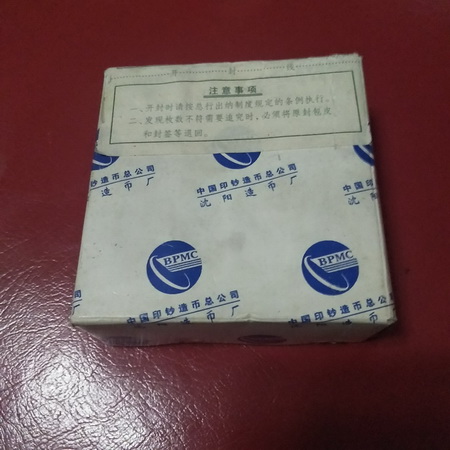 开封线
注意事项
一、开封时请按总行出纳制度规定的条例执行。
二、发现枚数不符需要追究时，必须将原封包皮
和封签等退回。
中国印钞造币总公司
沈阳造币厂
中国印钞造币总公司
沈阳造币厂
BPMC
中国印钞造币总公司
BPMC
中国印钞造币总公司